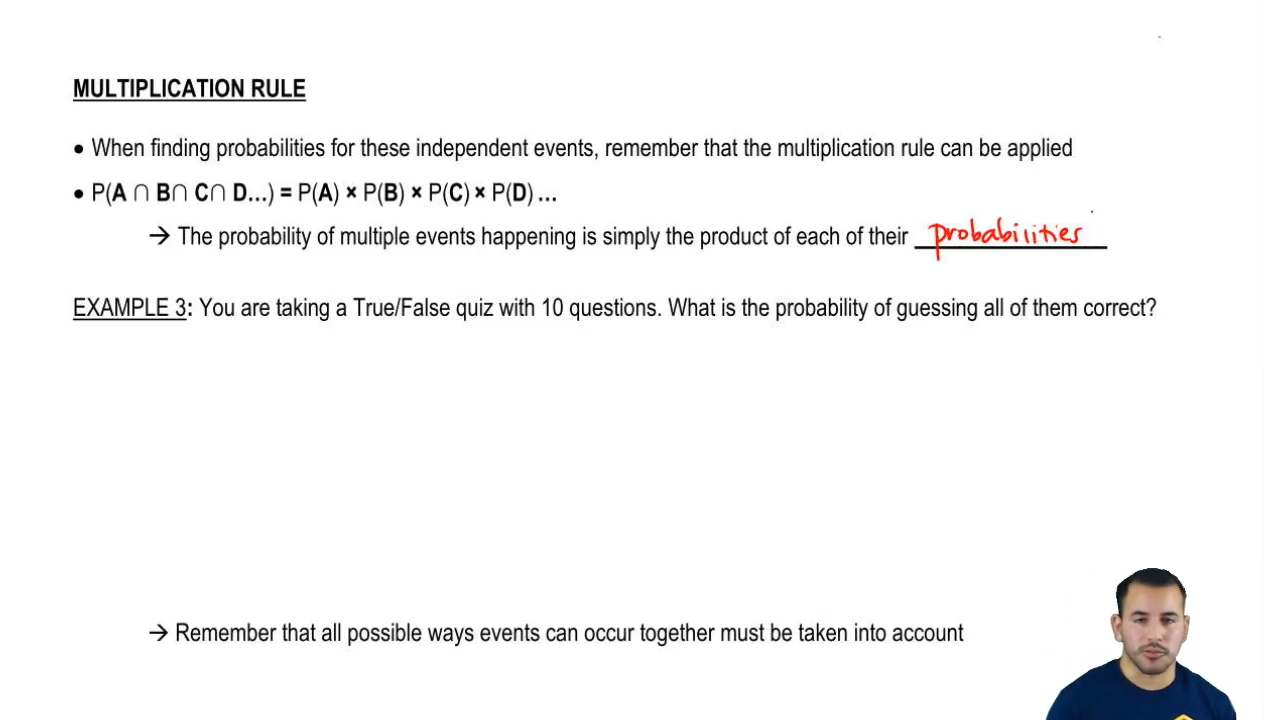 MULTIPLICATION RULE
● When finding probabilities for these independent events, remember that the multiplication rule can be applied
● P(A ∩ B∩ C∩ D...) = P(A) × P(B) × P(C) × P(D) ...
→ The probability of multiple events happening is simply the product of each of their probabilities
EXAMPLE 3: You are taking a True/False quiz with 10 questions. What is the probability of guessing all of them correct?
→ Remember that all possible ways events can occur together must be taken into account